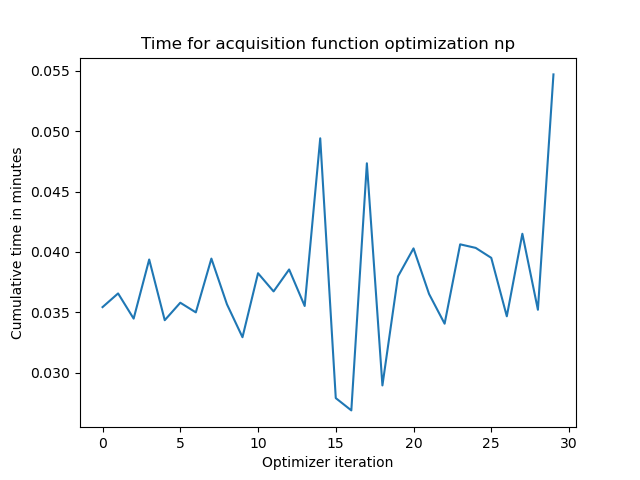 Time for acquisition function optimization np
Cumulative time in minutes
0.055
0.050
0.045
0.040
0.035
0.030
0 5 10 15 20 25 30
Optimizer iteration